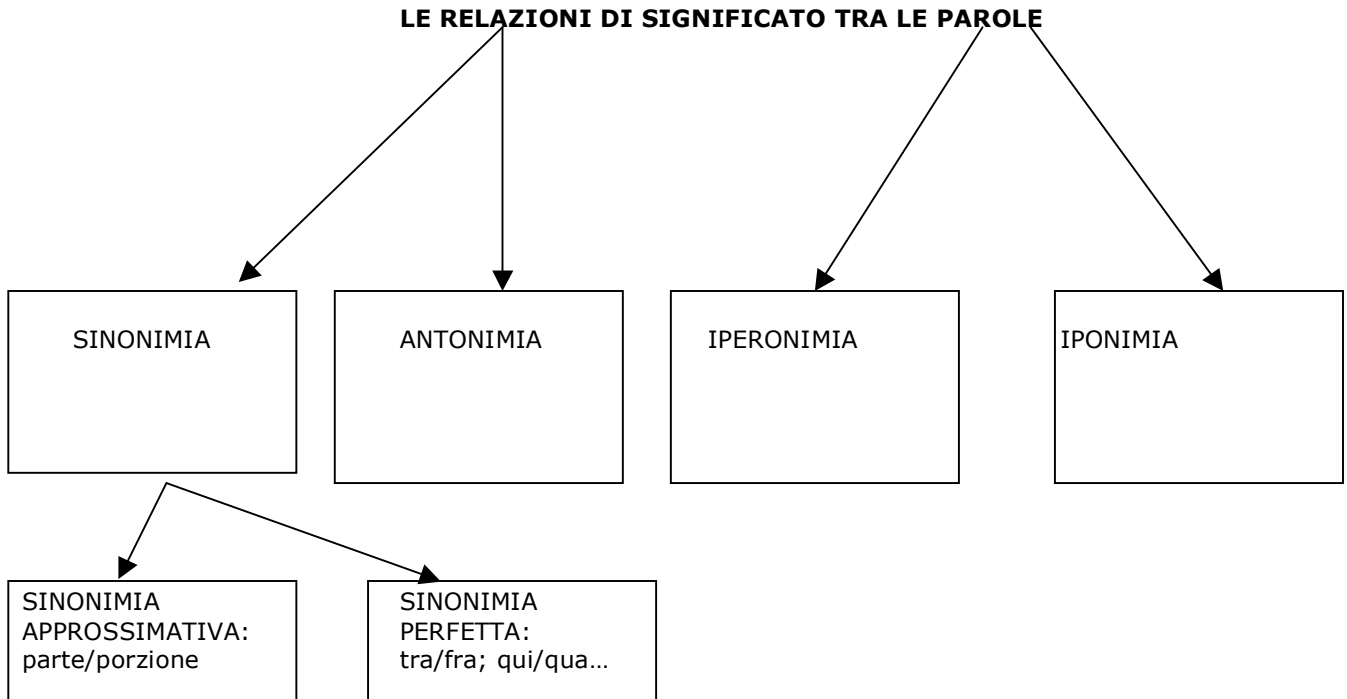 LE RELAZIONI DI SIGNIFICATO TRA LE PAROLE
SINONIMIA
ANTONIMIA
IPERONIMIA
IPONIMIA
SINONIMIA
APPROSSIMATIVA:
parte/porzione
SINONIMIA
PERFETTA:
tra/fra; qui/qua…